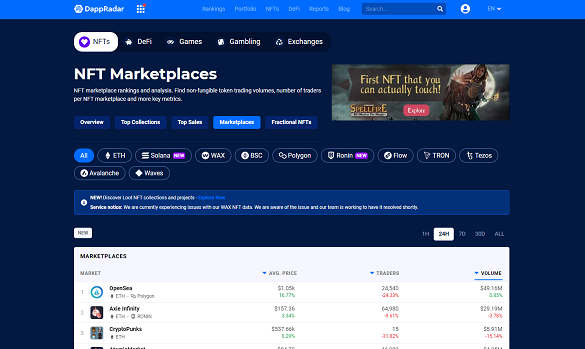 DappRadar
Rankings Portfolio NFTs DeFi Reports Blog Search... EN
NFTs DeFi Games Gambling Exchanges
NFT Marketplaces
NFT marketplace rankings and analysis. Find non-fungible token trading volumes, number of traders
per NFT marketplace and more key metrics.
First NFT that you
can actually touch!
SPELLFIRE
Explore
Overview Top Collections Top Sales Marketplaces Fractional NFTs
All ETH Solana NEW WAX BSC Polygon Ronin NEW Flow TRON Tezos
Avalanche Waves
NEW! Discover Loot NFT collections and projects - Explore Now
Service notice: We are currently experiencing issues with our WAX NFT data. We are aware of the issue and our team is working to have it resolved shortly.
NEW 1H 24H 7D 30D ALL
MARKETPLACES
MARKET AVG. PRICE TRADERS VOLUME
1 OpenSea $1.05k 24,540 $49.16M
ETH · Polygon 16.77% -24.33% 0.85%
2 Axie Infinity $157.36 64,980 $29.19M
ETH · RONIN 3.34% -9.61% -3.78%
3 CryptoPunks $537.66k 15 $5.91M
ETH 0.29% -31.82% -15.14%